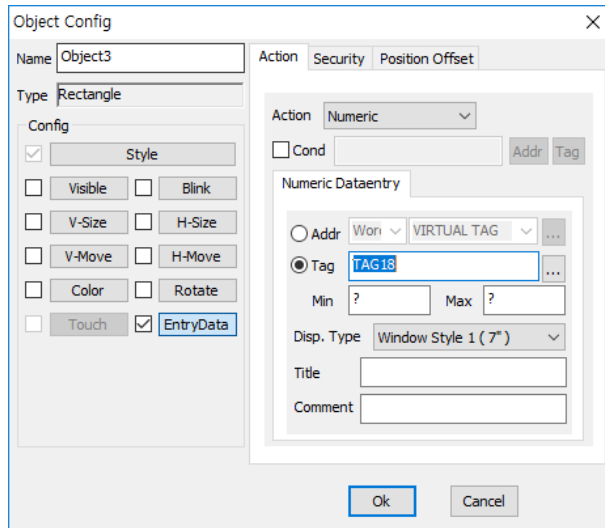 Object Config
Name Object3
Type Rectangle
Config
Style
Visible Blink
V-Size H-Size
V-Move H-Move
Color Rotate
Touch EntryData
Action Security Position Offset
Action Numeric
Cond Addr Tag
Numeric Dataentry
Addr Word VIRTUAL TAG ...
Tag TAG18 ...
Min ? Max ?
Disp. Type Window Style 1 ( 7" )
Title
Comment
Ok Cancel